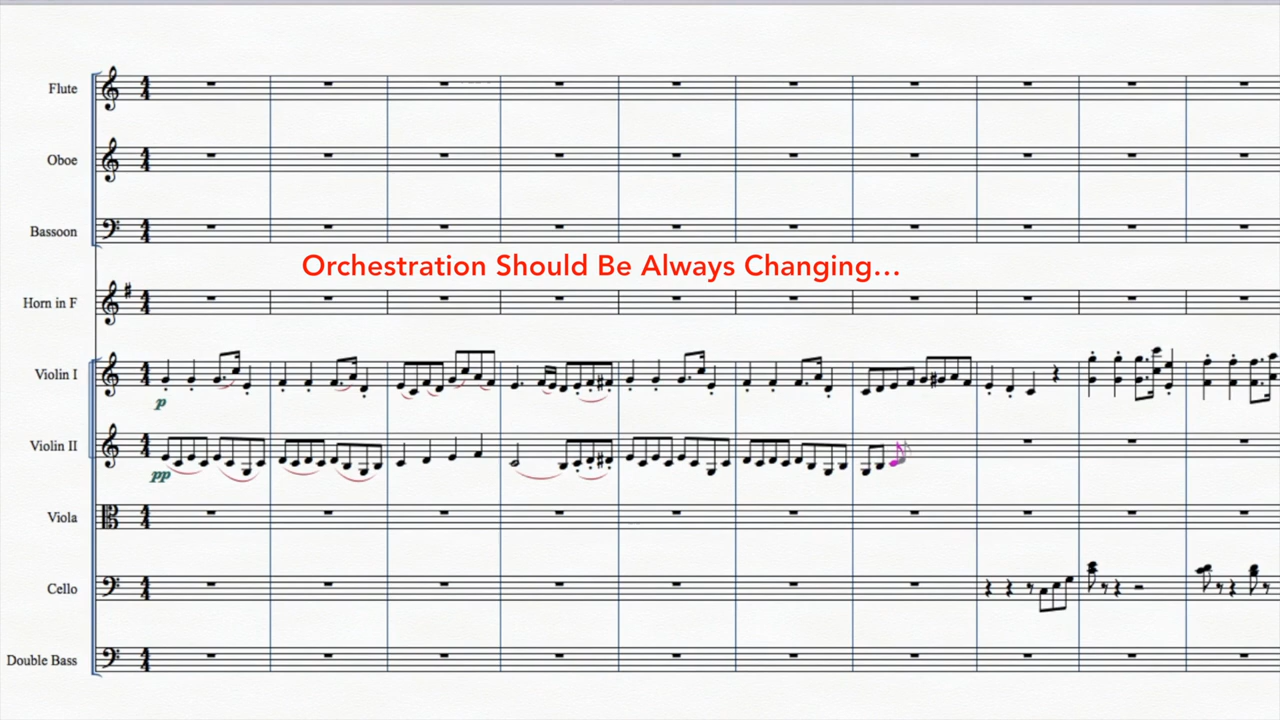 Flute
Oboe
Bassoon
Orchestration Should Be Always Changing...
Horn in F
Violin I
p
Violin II
pp
Viola
Cello
Double Bass